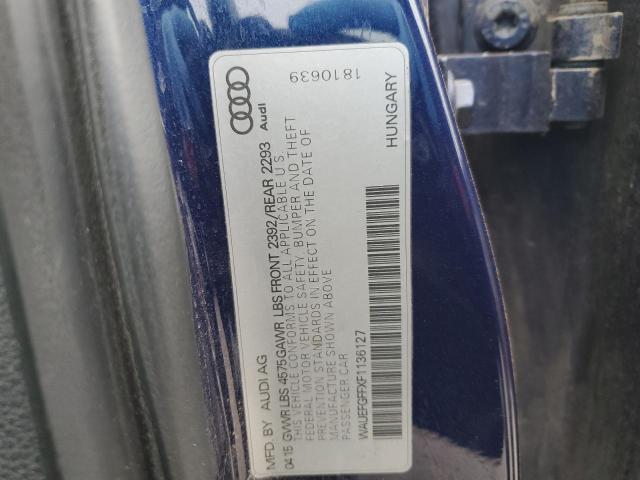 1810639
Audi
MFD. BY AUDI AG
0415 GVWR LBS 4575 GAWR LBS FRONT 2392/REAR 2293
THIS VEHICLE CONFORMS TO ALL APPLICABLE U.S.
FEDERAL MOTOR VEHICLE SAFETY, BUMPER AND THEFT
PREVENTION STANDARDS IN EFFECT ON THE DATE OF
MANUFACTURE SHOWN ABOVE
PASSENGER CAR
WAUEFGFFXF1136127
HUNGARY